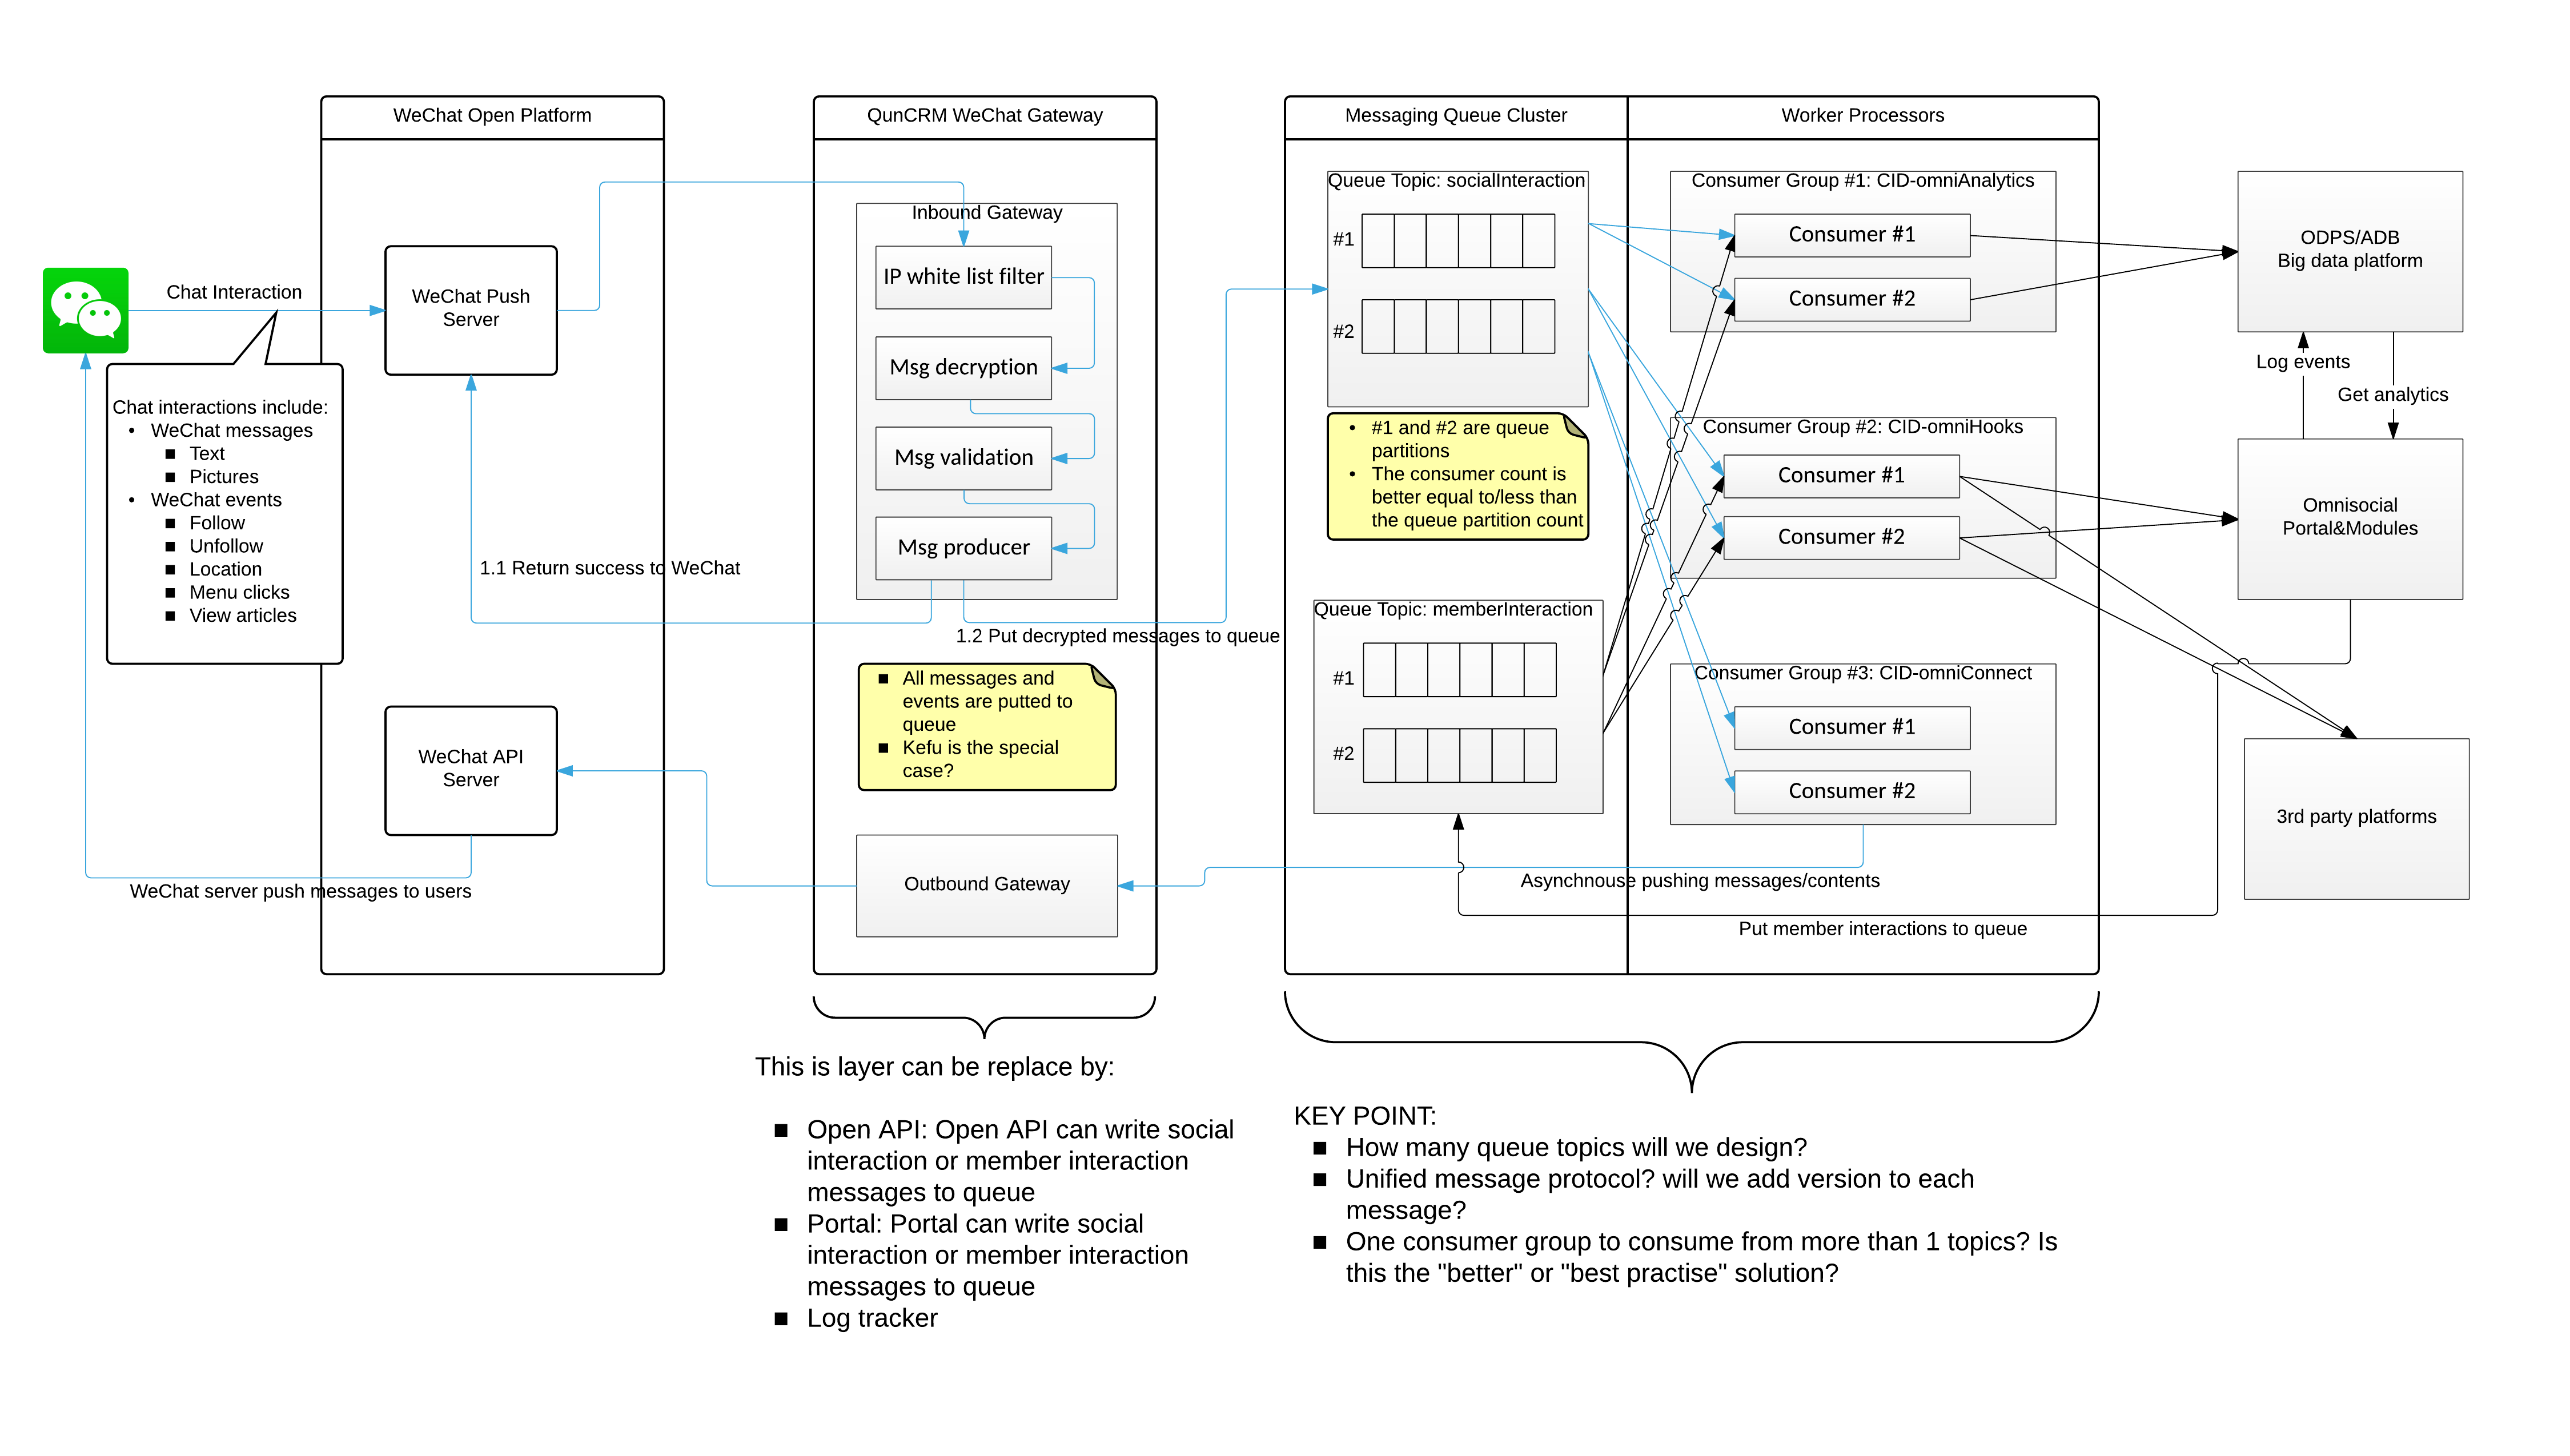 WeChat Open Platform
QunCRM WeChat Gateway
Messaging Queue Cluster
Worker Processors
Chat Interaction
Chat interactions include:
• WeChat messages
■ Text
■ Pictures
• WeChat events
■ Follow
■ Unfollow
■ Location
■ Menu clicks
■ View articles
WeChat Push
Server
1.1 Return success to WeChat
WeChat API
Server
WeChat server push messages to users
Inbound Gateway
IP white list filter
Msg decryption
Msg validation
Msg producer
1.2 Put decrypted messages to queue
■ All messages and
events are putted to
queue
■ Kefu is the special
case?
Outbound Gateway
Queue Topic: socialInteraction
#1
#2
• #1 and #2 are queue
partitions
• The consumer count is
better equal to/less than
the queue partition count
Queue Topic: memberInteraction
#1
#2
Consumer Group #1: CID-omniAnalytics
Consumer #1
Consumer #2
Consumer Group #2: CID-omniHooks
Consumer #1
Consumer #2
Consumer Group #3: CID-omniConnect
Consumer #1
Consumer #2
Asynchnouse pushing messages/contents
Put member interactions to queue
ODPS/ADB
Big data platform
Log events
Get analytics
Omnisocial
Portal&Modules
3rd party platforms
This is layer can be replace by:
■ Open API: Open API can write social
interaction or member interaction
messages to queue
■ Portal: Portal can write social
interaction or member interaction
messages to queue
■ Log tracker
KEY POINT:
■ How many queue topics will we design?
■ Unified message protocol? will we add version to each
message?
■ One consumer group to consume from more than 1 topics? Is
this the "better" or "best practise" solution?